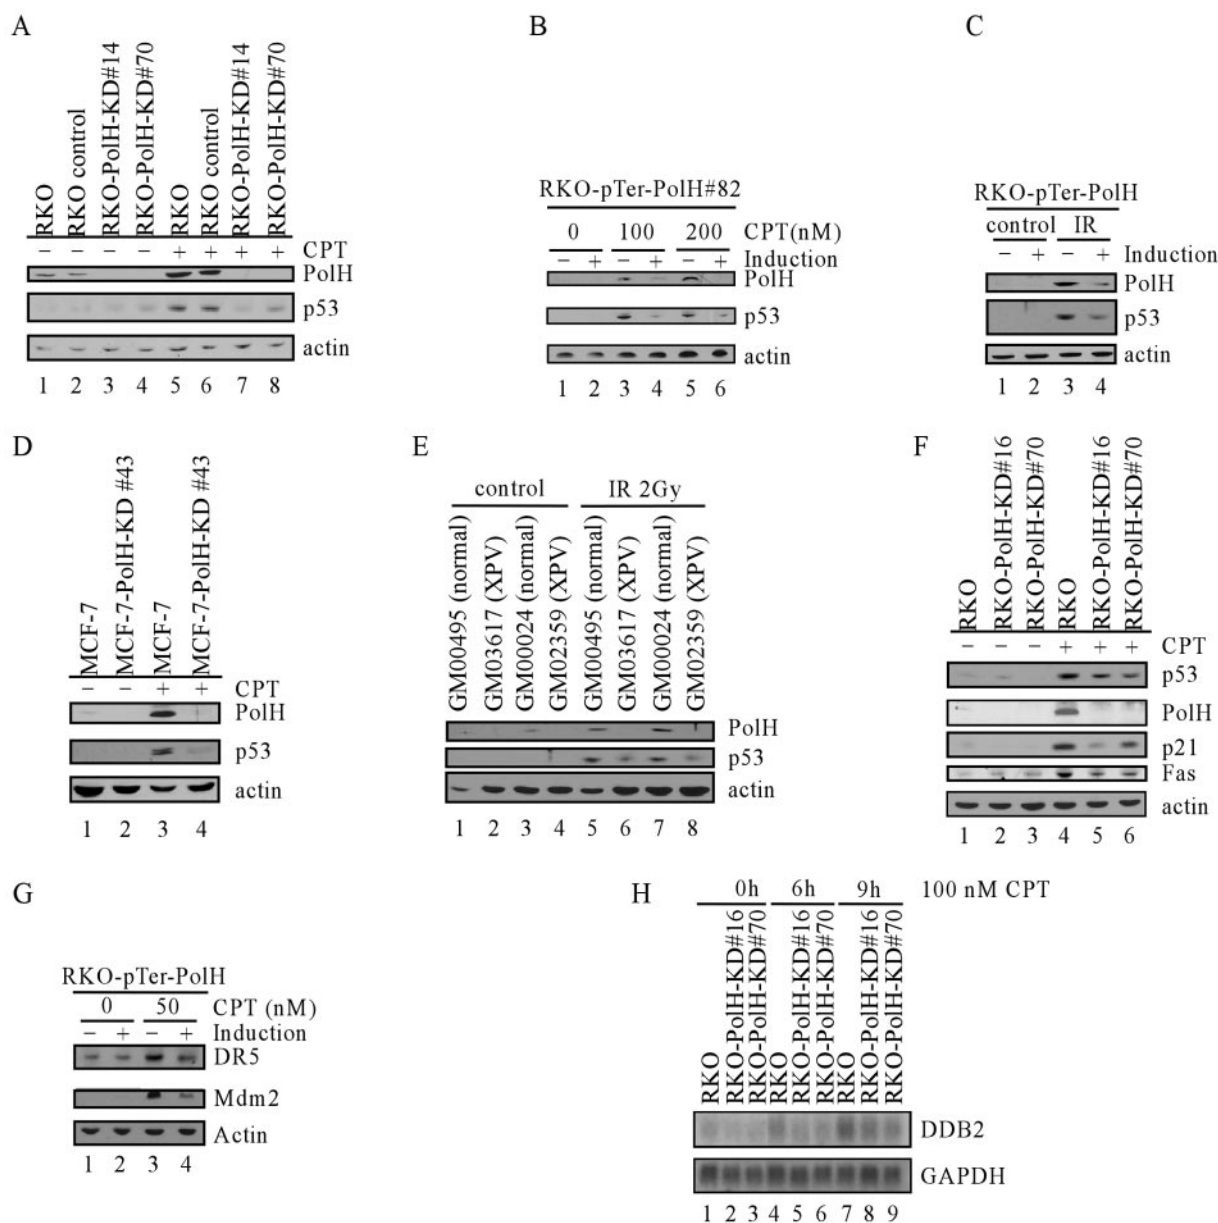 A
RKO
RKO control
RKO-PolH-KD#14
RKO-PolH-KD#70
RKO
RKO control
RKO-PolH-KD#14
RKO-PolH-KD#70
− − − − + + + + CPT
PolH
p53
actin
1 2 3 4 5 6 7 8
B
RKO-pTer-PolH#82
0 100 200 CPT(nM)
− + − + − + Induction
PolH
p53
actin
1 2 3 4 5 6
C
RKO-pTer-PolH
control IR
− + − + Induction
PolH
p53
actin
1 2 3 4
D
MCF-7
MCF-7-PolH-KD #43
MCF-7
MCF-7-PolH-KD #43
− − + + CPT
PolH
p53
actin
1 2 3 4
E
control IR 2Gy
GM00495 (normal)
GM03617 (XPV)
GM00024 (normal)
GM02359 (XPV)
GM00495 (normal)
GM03617 (XPV)
GM00024 (normal)
GM02359 (XPV)
PolH
p53
actin
1 2 3 4 5 6 7 8
F
RKO
RKO-PolH-KD#16
RKO-PolH-KD#70
RKO
RKO-PolH-KD#16
RKO-PolH-KD#70
− − − + + + CPT
p53
PolH
p21
Fas
actin
1 2 3 4 5 6
G
RKO-pTer-PolH
0 50 CPT (nM)
− + − + Induction
DR5
Mdm2
Actin
1 2 3 4
H
0h 6h 9h 100 nM CPT
RKO
RKO-PolH-KD#16
RKO-PolH-KD#70
RKO
RKO-PolH-KD#16
RKO-PolH-KD#70
RKO
RKO-PolH-KD#16
RKO-PolH-KD#70
DDB2
GAPDH
1 2 3 4 5 6 7 8 9